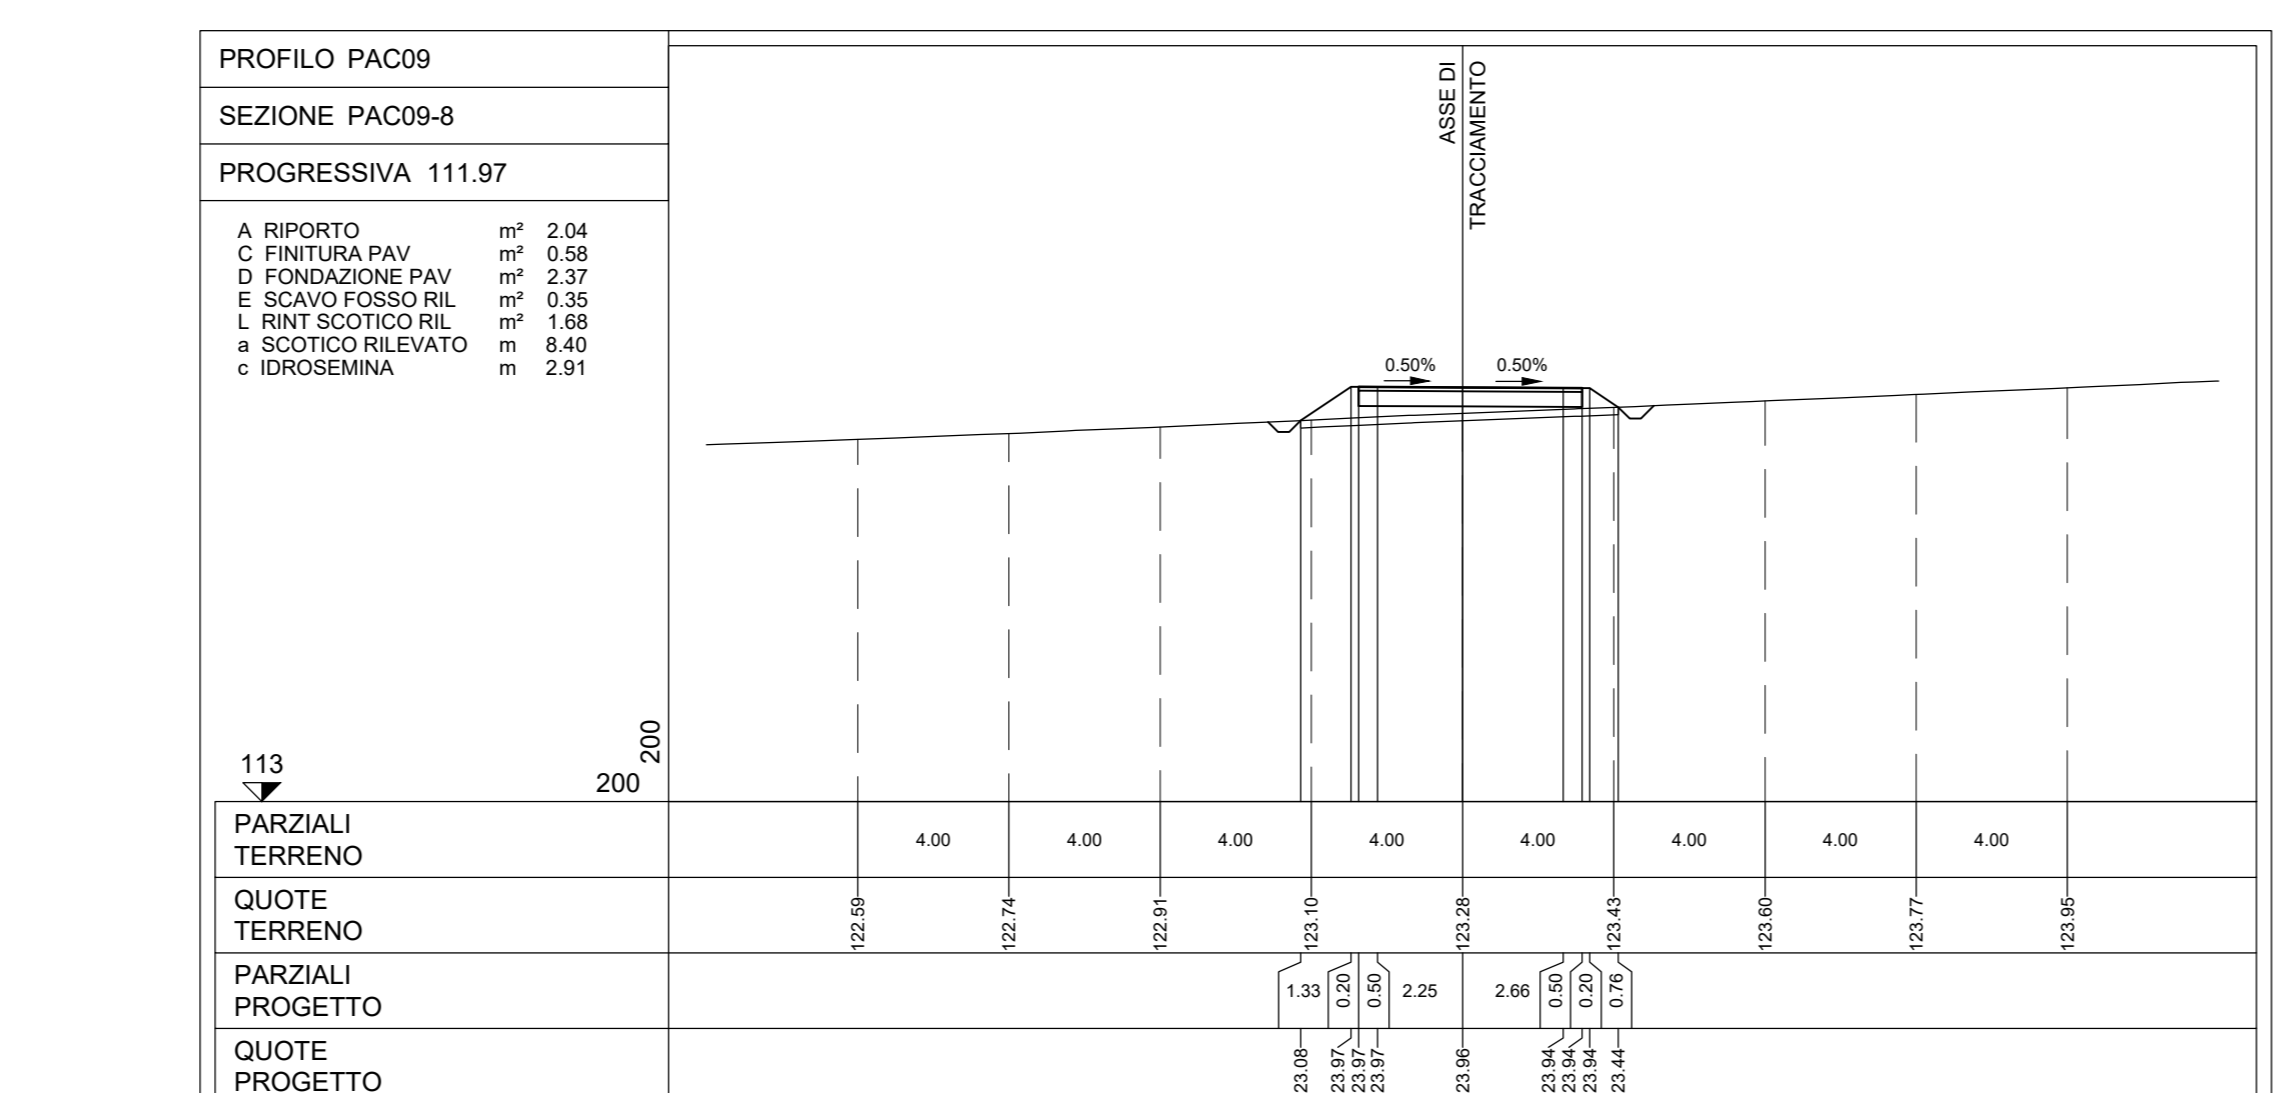 PROFILO PAC09
SEZIONE PAC09-8
PROGRESSIVA 111.97
A RIPORTO m² 2.04
C FINITURA PAV m² 0.58
D FONDAZIONE PAV m² 2.37
E SCAVO FOSSO RIL m² 0.35
L RINT SCOTICO RIL m² 1.68
a SCOTICO RILEVATO m 8.40
c IDROSEMINA m 2.91
ASSE DI
TRACCIAMENTO
0.50% 0.50%
113
200
200
PARZIALI
TERRENO
4.00 4.00 4.00 4.00 4.00 4.00 4.00 4.00
QUOTE
TERRENO
122.59 122.74 122.91 123.10 123.28 123.43 123.60 123.77 123.95
PARZIALI
PROGETTO
1.33 0.20 0.50 2.25 2.66 0.50 0.20 0.76
QUOTE
PROGETTO
23.08 23.97 23.97 23.97 23.96 23.94 23.94 23.94 23.44